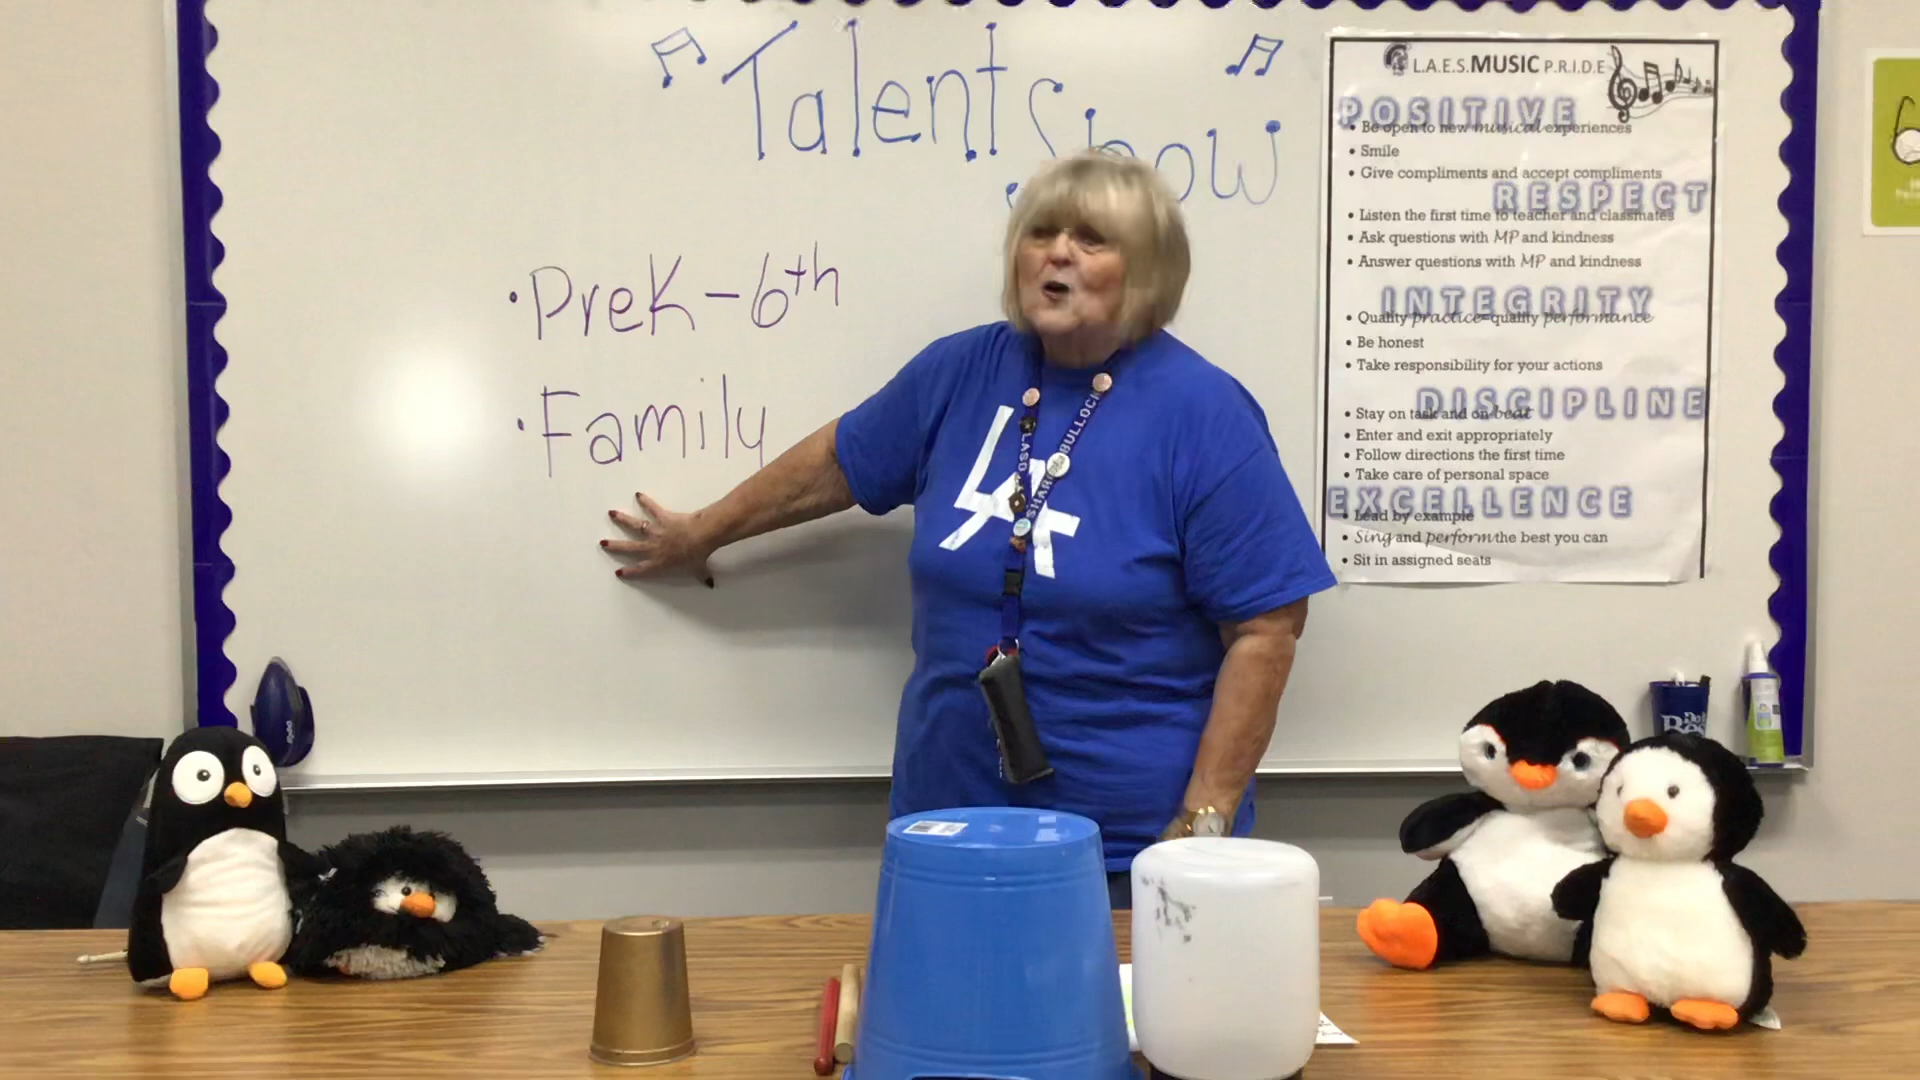 Talent
Show
• PreK - 6th
• Family
L.A.E.S. MUSIC P.R.I.D.E
POSITIVE
• Be open to new musical experiences
• Smile
• Give compliments and accept compliments
RESPECT
• Listen the first time to teacher and classmates
• Ask questions with MP and kindness
• Answer questions with MP and kindness
INTEGRITY
• Quality practice=quality performance
• Be honest
• Take responsibility for your actions
DISCIPLINE
• Stay on task and on beat
• Enter and exit appropriately
• Follow directions the first time
• Take care of personal space
EXCELLENCE
• Lead by example
• Sing and perform the best you can
• Sit in assigned seats
LASD
BULLOCK
expo